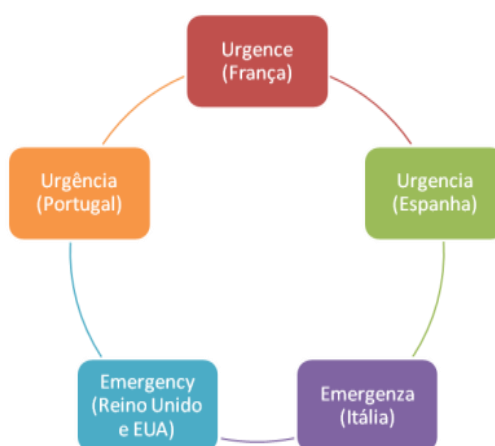 Urgence
(França)
Urgencia
(Espanha)
Emergenza
(Itália)
Emergency
(Reino Unido
e EUA)
Urgência
(Portugal)